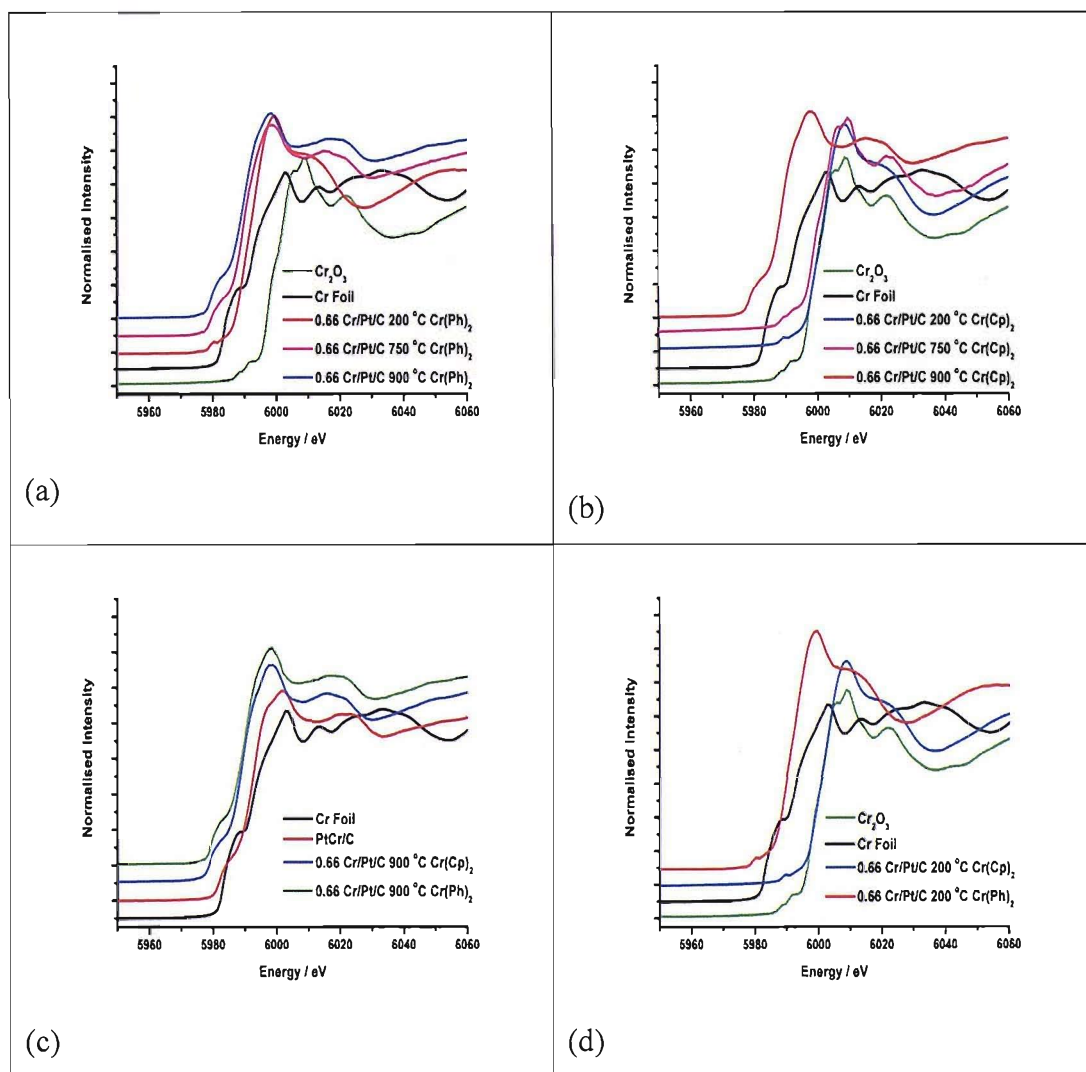 Normalised Intensity
Cr₂O₃
Cr Foil
0.66 Cr/Pt/C 200 °C Cr(Ph)₂
0.66 Cr/Pt/C 750 °C Cr(Ph)₂
0.66 Cr/Pt/C 900 °C Cr(Ph)₂
5960 5980 6000 6020 6040 6060
Energy / eV
(a)
Normalised Intensity
Cr₂O₃
Cr Foil
0.66 Cr/Pt/C 200 °C Cr(Cp)₂
0.66 Cr/Pt/C 750 °C Cr(Cp)₂
0.66 Cr/Pt/C 900 °C Cr(Cp)₂
5960 5980 6000 6020 6040 6060
Energy / eV
(b)
Normalised Intensity
Cr Foil
PtCr/C
0.66 Cr/Pt/C 900 °C Cr(Cp)₂
0.66 Cr/Pt/C 900 °C Cr(Ph)₂
5960 5980 6000 6020 6040 6060
Energy / eV
(c)
Normalised Intensity
Cr₂O₃
Cr Foil
0.66 Cr/Pt/C 200 °C Cr(Cp)₂
0.66 Cr/Pt/C 200 °C Cr(Ph)₂
5960 5980 6000 6020 6040 6060
Energy / eV
(d)